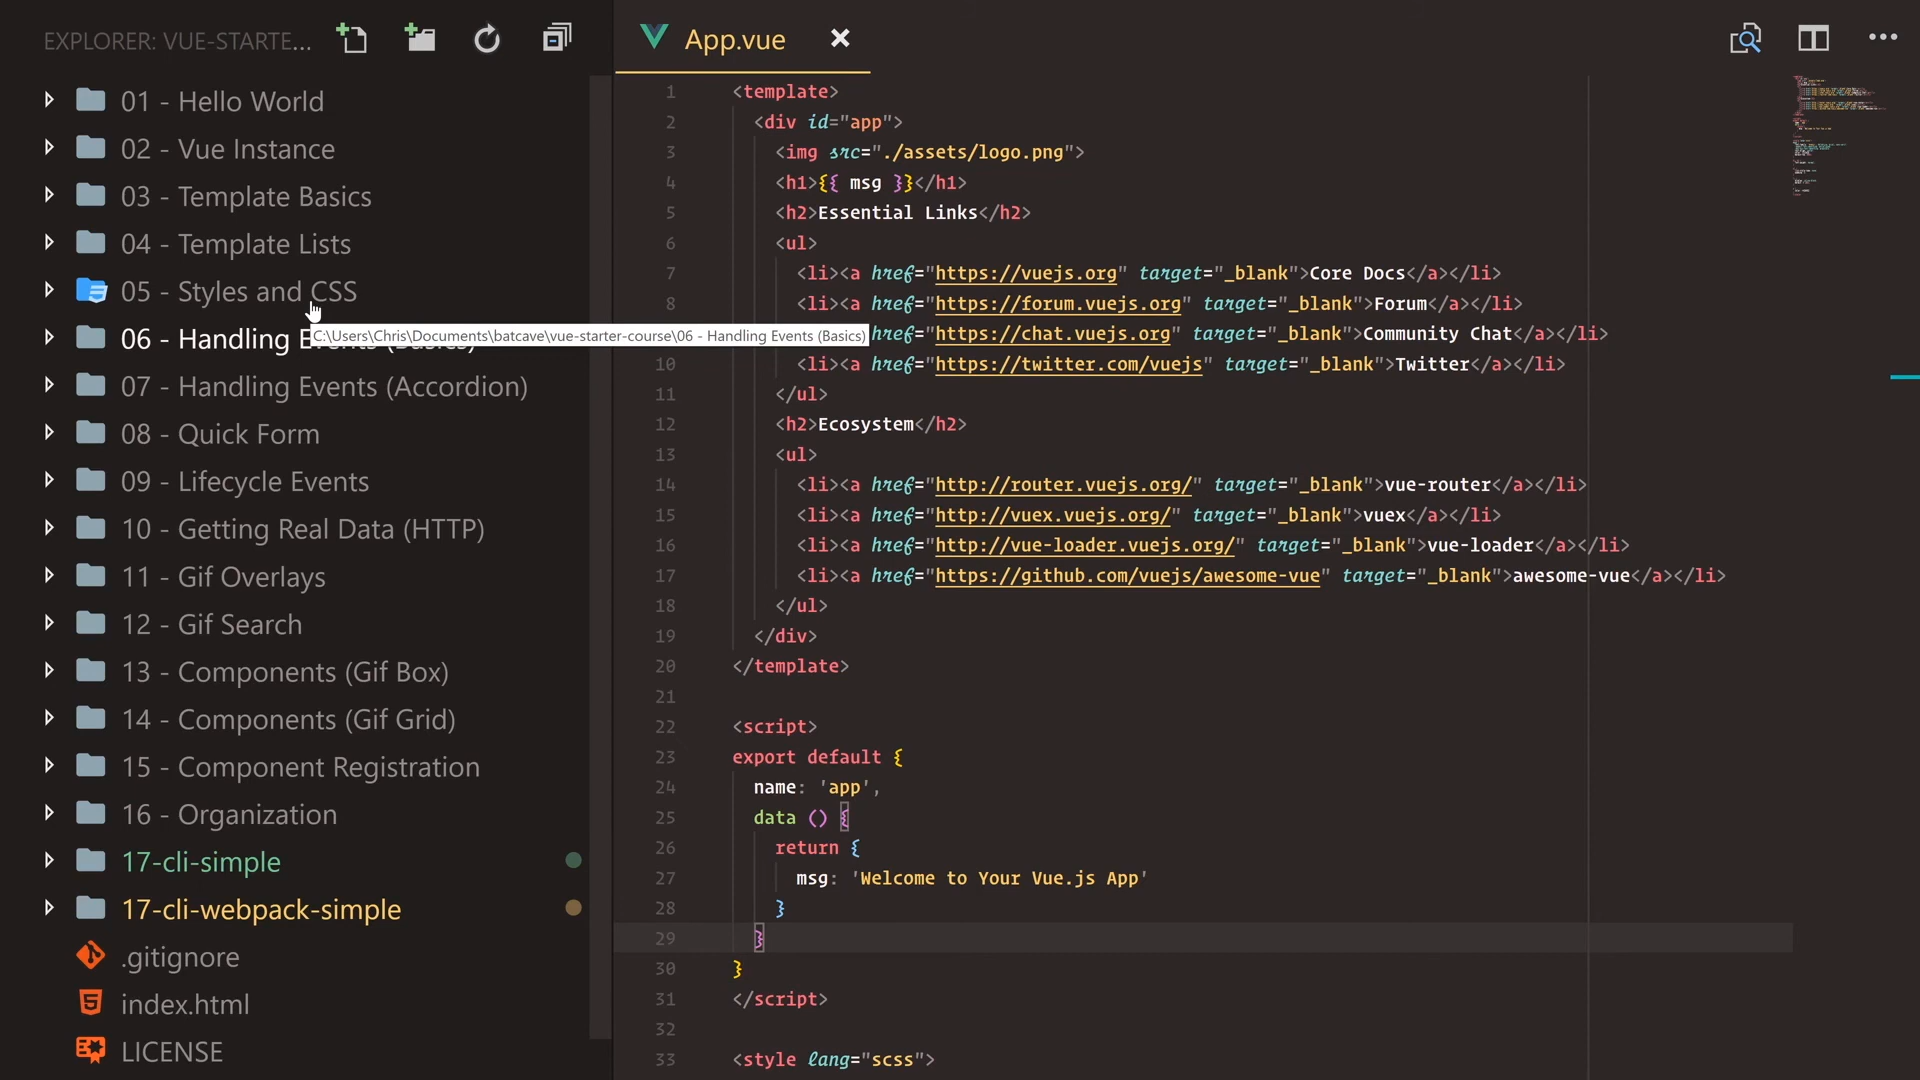 EXPLORER: VUE-STARTE...
01 - Hello World
02 - Vue Instance
03 - Template Basics
04 - Template Lists
05 - Styles and CSS
06 - Handling Events (Basics)
C:\Users\Chris\Documents\batcave\vue-starter-course\06 - Handling Events (Basics)
07 - Handling Events (Accordion)
08 - Quick Form
09 - Lifecycle Events
10 - Getting Real Data (HTTP)
11 - Gif Overlays
12 - Gif Search
13 - Components (Gif Box)
14 - Components (Gif Grid)
15 - Component Registration
16 - Organization
17-cli-simple
17-cli-webpack-simple
.gitignore
index.html
LICENSE
App.vue
1 <template>
2 <div id="app">
3 <img src="./assets/logo.png">
4 <h1>{{ msg }}</h1>
5 <h2>Essential Links</h2>
6 <ul>
7 <li><a href="https://vuejs.org" target="_blank">Core Docs</a></li>
8 <li><a href="https://forum.vuejs.org" target="_blank">Forum</a></li>
href="https://chat.vuejs.org" target="_blank">Community Chat</a></li>
10 <li><a href="https://twitter.com/vuejs" target="_blank">Twitter</a></li>
11 </ul>
12 <h2>Ecosystem</h2>
13 <ul>
14 <li><a href="http://router.vuejs.org/" target="_blank">vue-router</a></li>
15 <li><a href="http://vuex.vuejs.org/" target="_blank">vuex</a></li>
16 <li><a href="http://vue-loader.vuejs.org/" target="_blank">vue-loader</a></li>
17 <li><a href="https://github.com/vuejs/awesome-vue" target="_blank">awesome-vue</a></li>
18 </ul>
19 </div>
20 </template>
21
22 <script>
23 export default {
24 name: 'app',
25 data () {
26 return {
27 msg: 'Welcome to Your Vue.js App'
28 }
29 }
30 }
31 </script>
32
33 <style lang="scss">